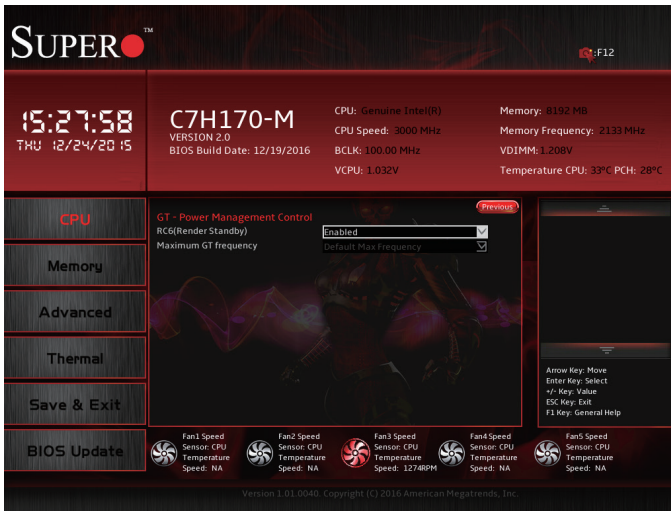 SUPER™
:F12
15:27:58
THU 12/24/2015
C7H170-M
VERSION 2.0
BIOS Build Date: 12/19/2016
CPU: Genuine Intel(R)
CPU Speed: 3000 MHz
BCLK: 100.00 MHz
VCPU: 1.032V
Memory: 8192 MB
Memory Frequency: 2133 MHz
VDIMM: 1.208V
Temperature CPU: 33°C PCH: 28°C
CPU
Memory
Advanced
Thermal
Save & Exit
BIOS Update
Previous
GT - Power Management Control
RC6(Render Standby) Enabled
Maximum GT frequency Default Max Frequency
Arrow Key: Move
Enter Key: Select
+/- Key: Value
ESC Key: Exit
F1 Key: General Help
Fan1 Speed
Sensor: CPU
Temperature
Speed: NA
Fan2 Speed
Sensor: CPU
Temperature
Speed: NA
Fan3 Speed
Sensor: CPU
Temperature
Speed: 1274RPM
Fan4 Speed
Sensor: CPU
Temperature
Speed: NA
Fan5 Speed
Sensor: CPU
Temperature
Speed: NA
Version 1.01.0040. Copyright (C) 2016 American Megatrends, Inc.